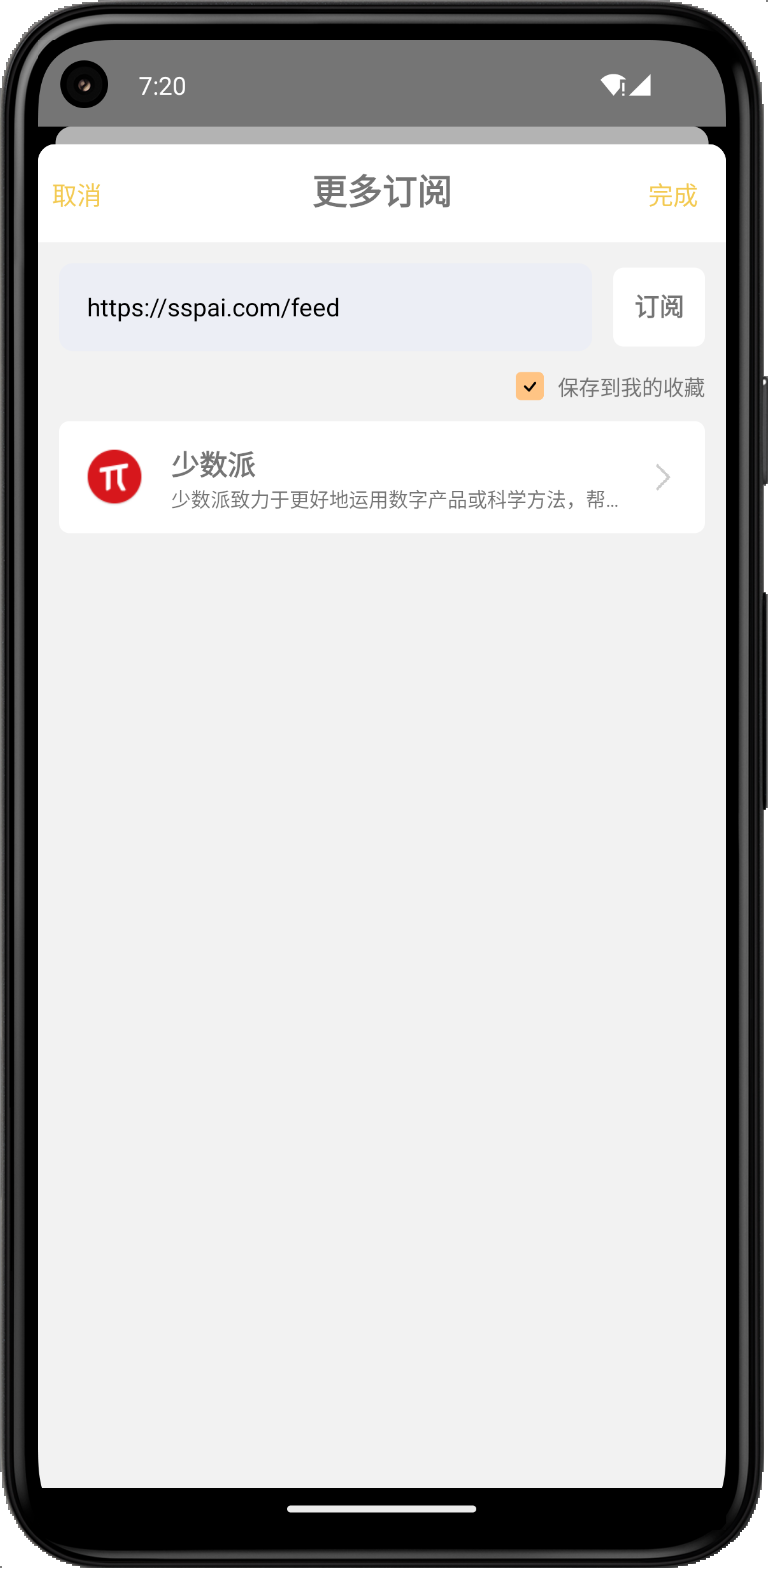 7:20
取消
更多订阅
完成
https://sspai.com/feed
订阅
保存到我的收藏
少数派
少数派致力于更好地运用数字产品或科学方法，帮...